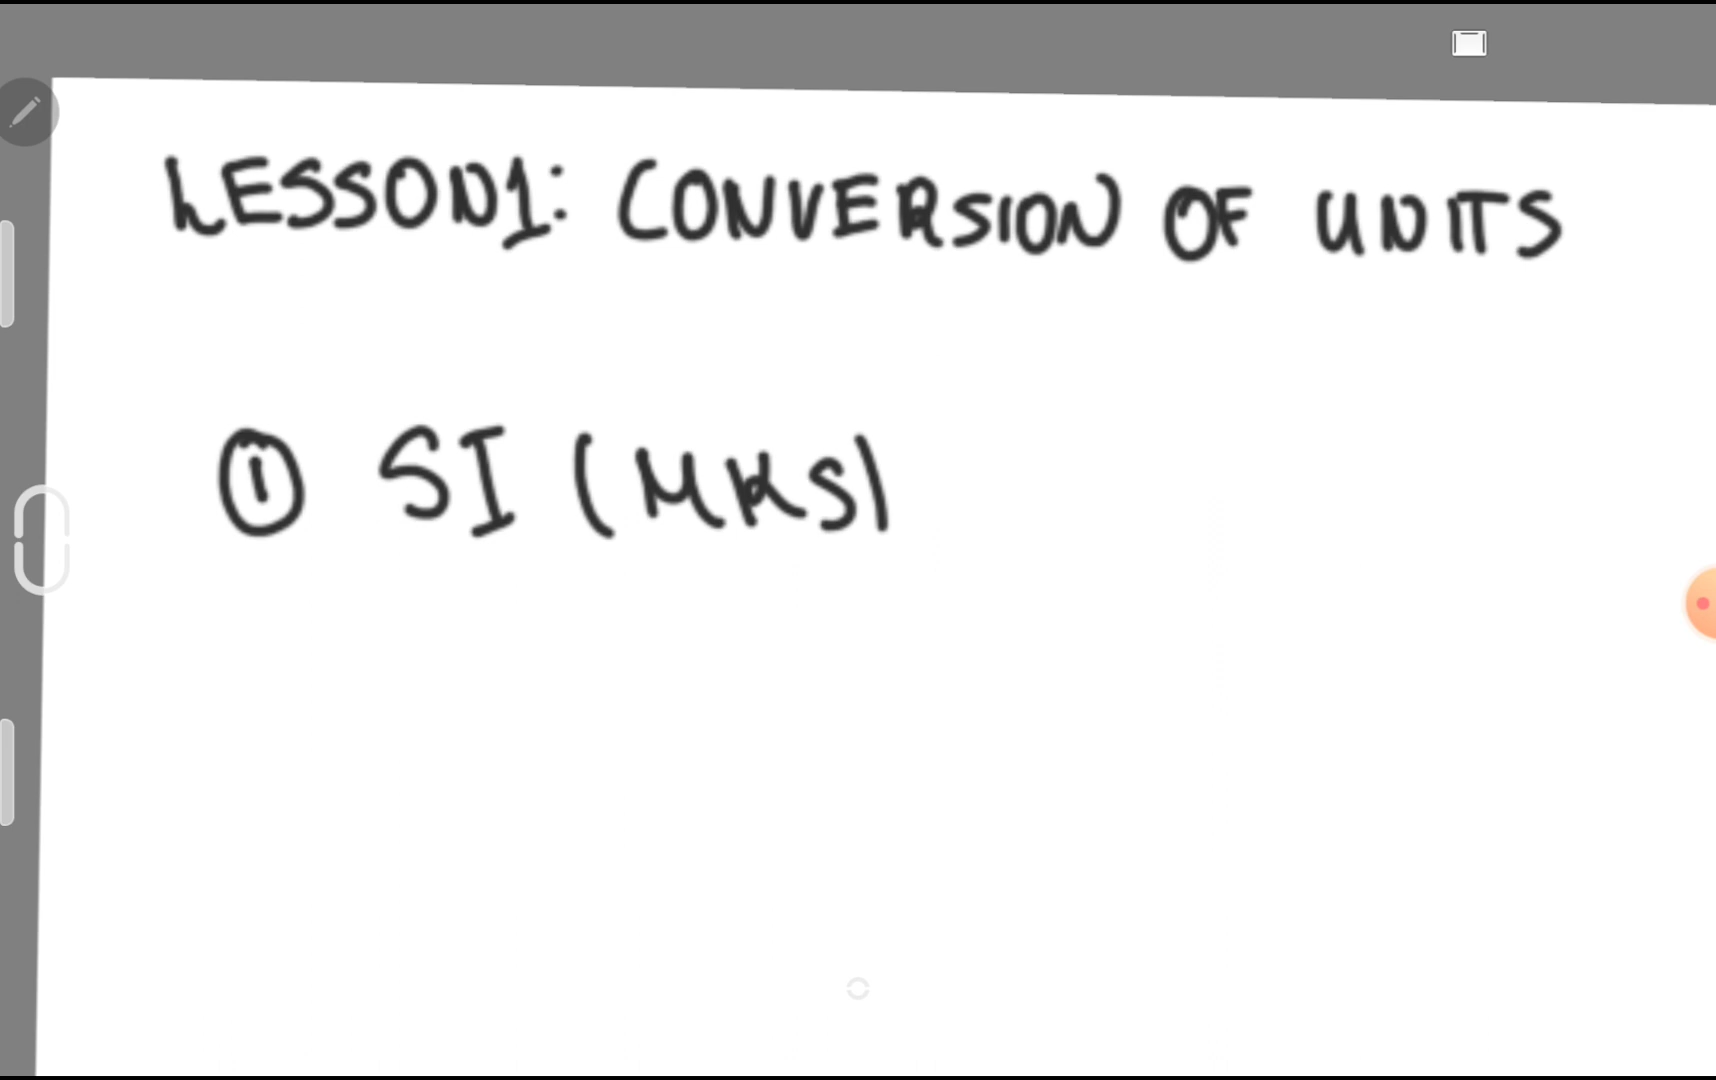 LESSON1: CONVERSION OF UNITS
① SI (MKS)